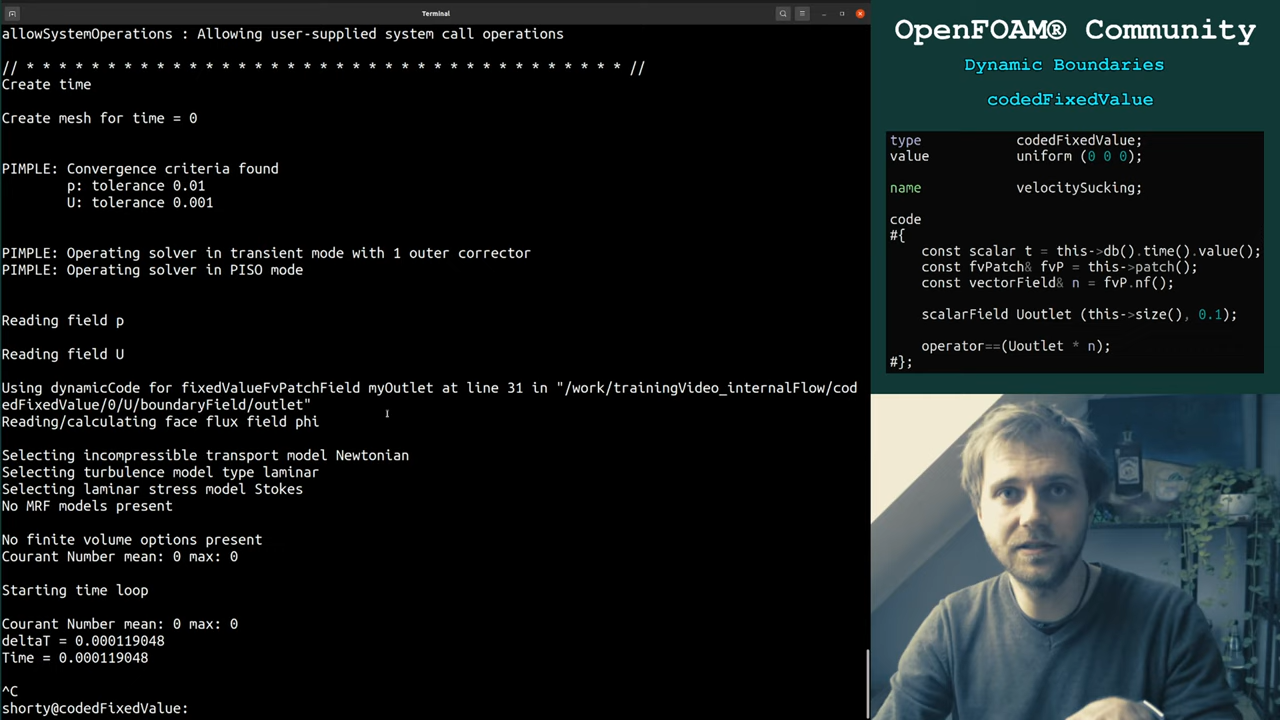 Terminal
allowSystemOperations : Allowing user-supplied system call operations
// * * * * * * * * * * * * * * * * * * * * * * * * * * * * * * * * * * * * * //
Create time
Create mesh for time = 0
PIMPLE: Convergence criteria found
p: tolerance 0.01
U: tolerance 0.001
PIMPLE: Operating solver in transient mode with 1 outer corrector
PIMPLE: Operating solver in PISO mode
Reading field p
Reading field U
Using dynamicCode for fixedValueFvPatchField myOutlet at line 31 in "/work/trainingVideo_internalFlow/cod
edFixedValue/0/U/boundaryField/outlet"
Reading/calculating face flux field phi
Selecting incompressible transport model Newtonian
Selecting turbulence model type laminar
Selecting laminar stress model Stokes
No MRF models present
No finite volume options present
Courant Number mean: 0 max: 0
Starting time loop
Courant Number mean: 0 max: 0
deltaT = 0.000119048
Time = 0.000119048
^C
shorty@codedFixedValue:
OpenFOAM® Community
Dynamic Boundaries
codedFixedValue
type codedFixedValue;
value uniform (0 0 0);
name velocitySucking;
code
#{
const scalar t = this->db().time().value();
const fvPatch& fvP = this->patch();
const vectorField& n = fvP.nf();
scalarField Uoutlet (this->size(), 0.1);
operator==(Uoutlet * n);
#};